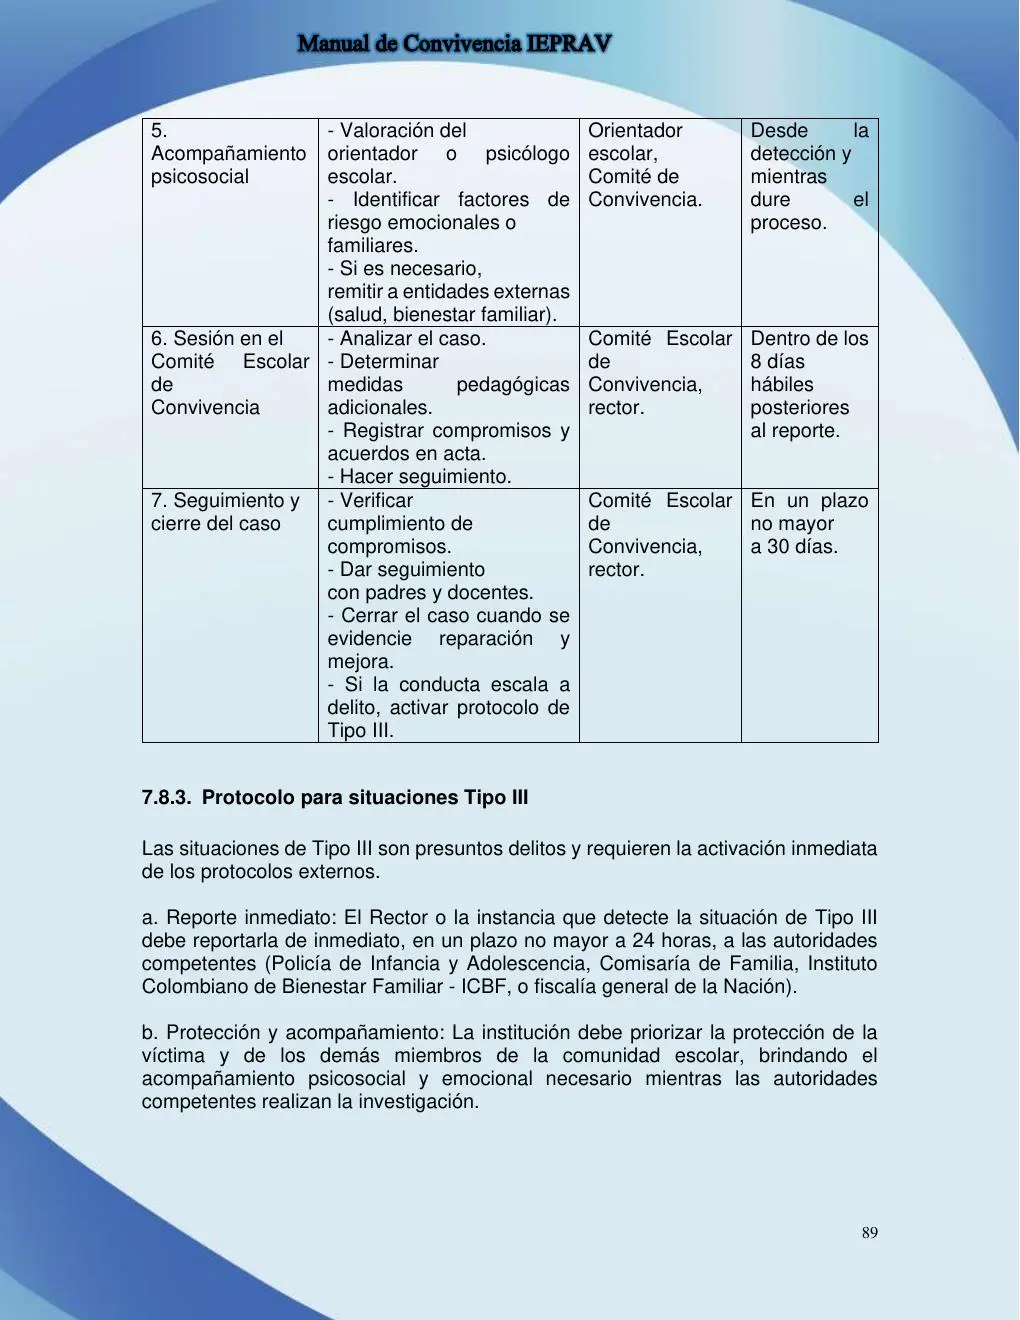 Manual de Convivencia IEPRAV
5.
Acompañamiento
psicosocial
- Valoración del
orientador o psicólogo
escolar.
- Identificar factores de
riesgo emocionales o
familiares.
- Si es necesario,
remitir a entidades externas
(salud, bienestar familiar).
Orientador
escolar,
Comité de
Convivencia.
Desde la
detección y
mientras
dure el
proceso.
6. Sesión en el
Comité Escolar
de
Convivencia
- Analizar el caso.
- Determinar
medidas pedagógicas
adicionales.
- Registrar compromisos y
acuerdos en acta.
- Hacer seguimiento.
Comité Escolar
de
Convivencia,
rector.
Dentro de los
8 días
hábiles
posteriores
al reporte.
7. Seguimiento y
cierre del caso
- Verificar
cumplimiento de
compromisos.
- Dar seguimiento
con padres y docentes.
- Cerrar el caso cuando se
evidencie reparación y
mejora.
- Si la conducta escala a
delito, activar protocolo de
Tipo III.
Comité Escolar
de
Convivencia,
rector.
En un plazo
no mayor
a 30 días.
7.8.3. Protocolo para situaciones Tipo III
Las situaciones de Tipo III son presuntos delitos y requieren la activación inmediata
de los protocolos externos.
a. Reporte inmediato: El Rector o la instancia que detecte la situación de Tipo III
debe reportarla de inmediato, en un plazo no mayor a 24 horas, a las autoridades
competentes (Policía de Infancia y Adolescencia, Comisaría de Familia, Instituto
Colombiano de Bienestar Familiar - ICBF, o fiscalía general de la Nación).
b. Protección y acompañamiento: La institución debe priorizar la protección de la
víctima y de los demás miembros de la comunidad escolar, brindando el
acompañamiento psicosocial y emocional necesario mientras las autoridades
competentes realizan la investigación.
89